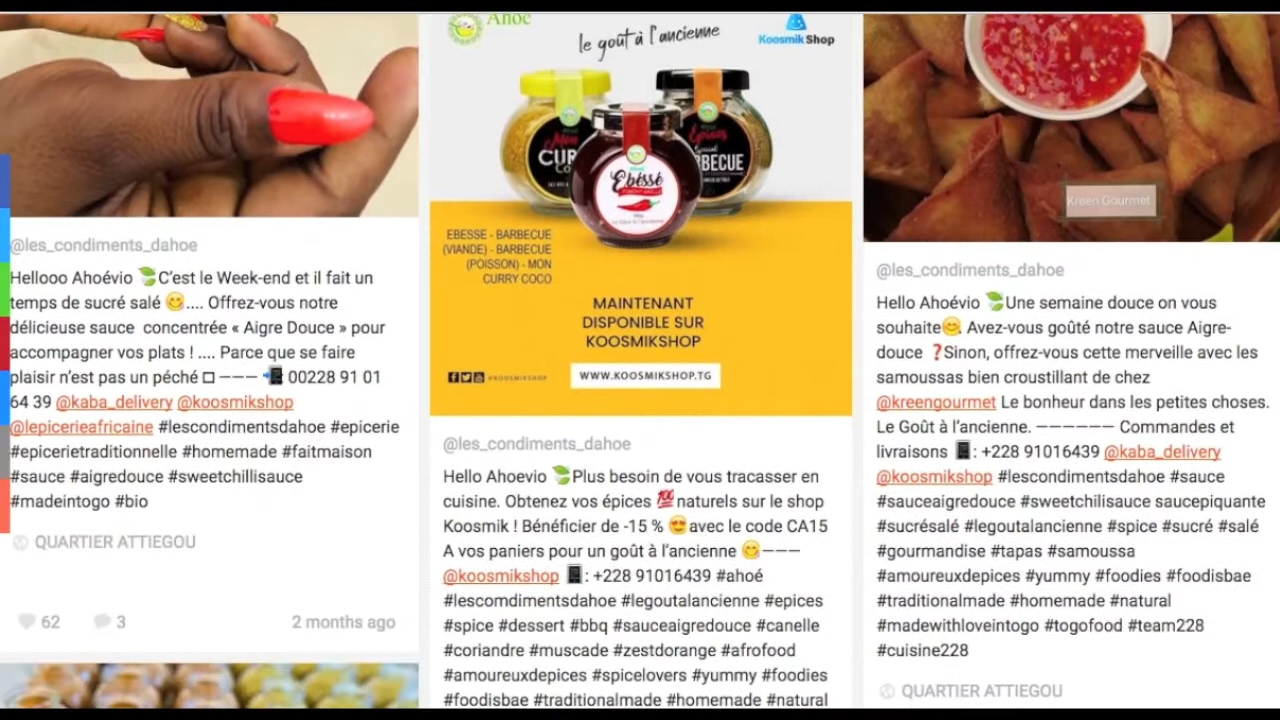 @les_condiments_dahoe
Hellooo Ahoévio 🍃C’est le Week-end et il fait un
temps de sucré salé 😋.... Offrez-vous notre
délicieuse sauce concentrée « Aigre Douce » pour
accompagner vos plats ! .... Parce que se faire
plaisir n’est pas un péché □ ——— 📲 00228 91 01
64 39 @kaba_delivery @koosmikshop
@lepicerieafricaine #lescondimentsdahoe #epicerie
#epicerietraditionnelle #homemade #faitmaison
#sauce #aigredouce #sweetchillisauce
#madeintogo #bio
QUARTIER ATTIEGOU
62 3 2 months ago
Ahoé
le goût à l'ancienne
Koosmik Shop
Mon
CUR
CO
Ebéssé
Épices
Spécial
BECUE
EBESSE - BARBECUE
(VIANDE) - BARBECUE
(POISSON) - MON
CURRY COCO
MAINTENANT
DISPONIBLE SUR
KOOSMIKSHOP
#KOOSMIKSHOP
WWW.KOOSMIKSHOP.TG
@les_condiments_dahoe
Hello Ahoevio 🍃Plus besoin de vous tracasser en
cuisine. Obtenez vos épices 💯naturels sur le shop
Koosmik ! Bénéficier de -15 % 😍avec le code CA15
A vos paniers pour un goût à l’ancienne 😋———
@koosmikshop 📱: +228 91016439 #ahoé
#lescomdimentsdahoe #legoutalancienne #epices
#spice #dessert #bbq #sauceaigredouce #canelle
#coriandre #muscade #zestdorange #afrofood
#amoureuxdepices #spicelovers #yummy #foodies
#foodisbae #traditionalmade #homemade #natural
Kreen Gourmet
@les_condiments_dahoe
Hello Ahoévio 🍃Une semaine douce on vous
souhaite😋. Avez-vous goûté notre sauce Aigre-
douce ❓Sinon, offrez-vous cette merveille avec les
samoussas bien croustillant de chez
@kreengourmet Le bonheur dans les petites choses.
Le Goût à l’ancienne. —————— Commandes et
livraisons 📱: +228 91016439 @kaba_delivery
@koosmikshop #lescondimentsdahoe #sauce
#sauceaigredouce #sweetchilisauce saucepiquante
#sucrésalé #legoutalancienne #spice #sucré #salé
#gourmandise #tapas #samoussa
#amoureuxdepices #yummy #foodies #foodisbae
#traditionalmade #homemade #natural
#madewithloveintogo #togofood #team228
#cuisine228
QUARTIER ATTIEGOU